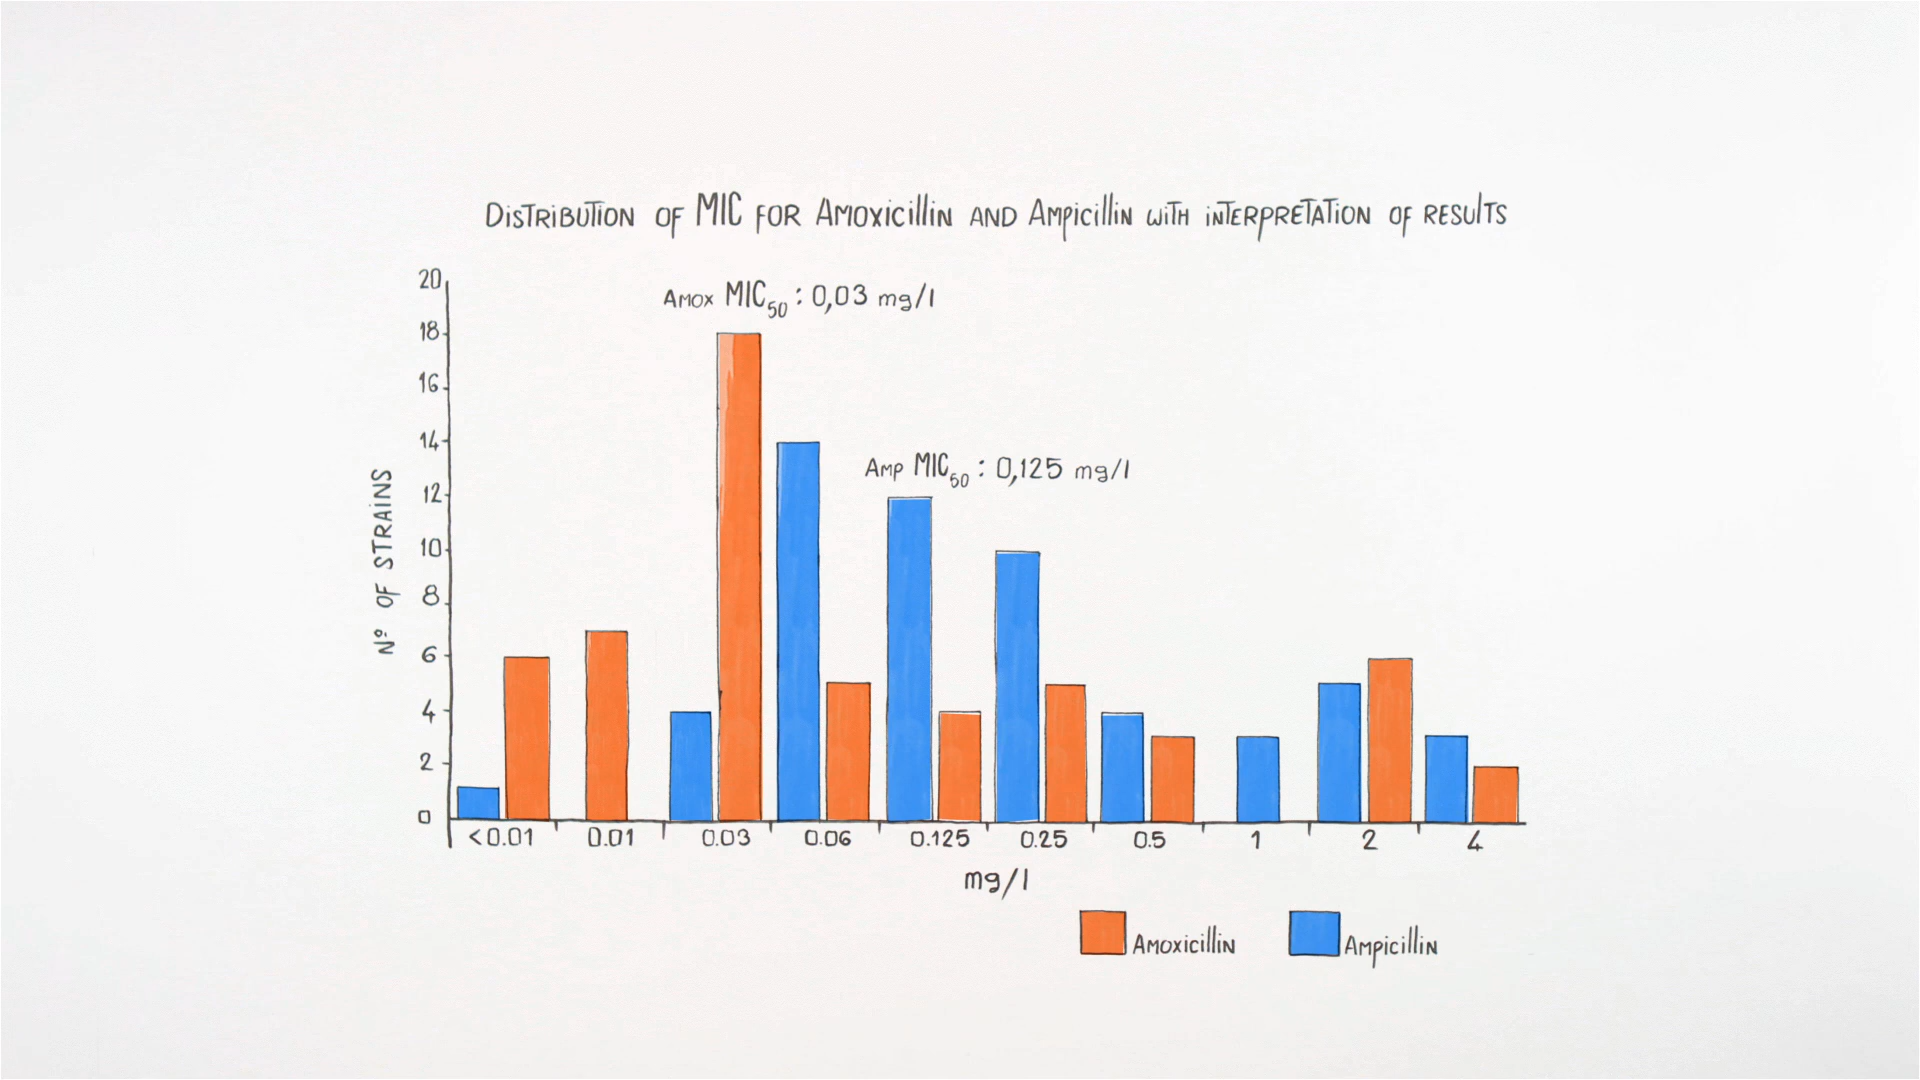 Distribution of MIC for Amoxicillin and Ampicillin with interpretation of results
Amox MIC50 : 0,03 mg/l
Amp MIC50 : 0,125 mg/l
Nº of strains
20
18
16
14
12
10
8
6
4
2
0
<0.01 0.01 0.03 0.06 0.125 0.25 0.5 1 2 4
mg/l
Amoxicillin Ampicillin